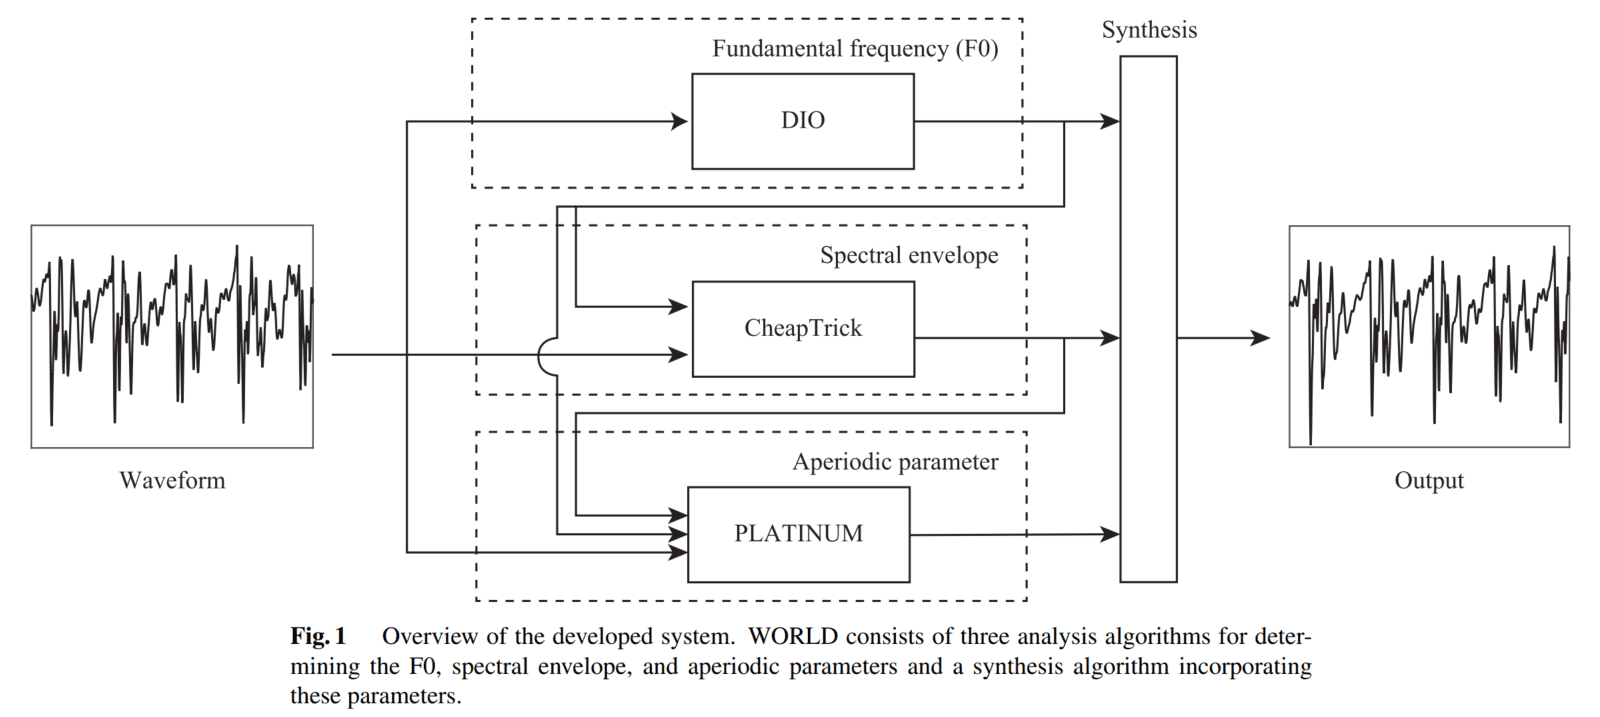 Synthesis
Fundamental frequency (F0)
DIO
Spectral envelope
CheapTrick
Aperiodic parameter
PLATINUM
Waveform
Output
Fig. 1 Overview of the developed system. WORLD consists of three analysis algorithms for deter-
mining the F0, spectral envelope, and aperiodic parameters and a synthesis algorithm incorporating
these parameters.